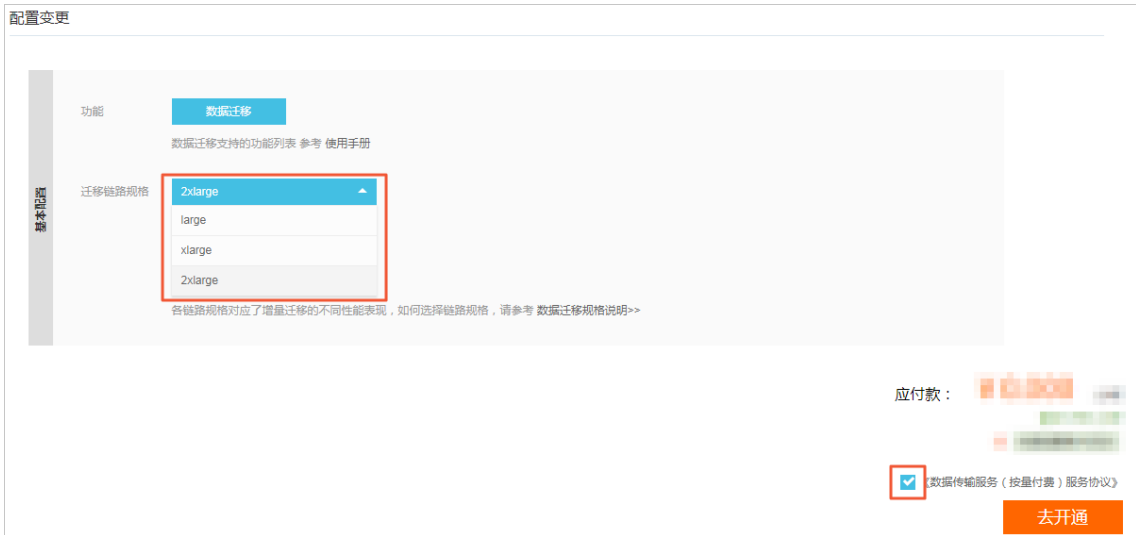 配置变更
基本配置
功能
数据迁移
数据迁移支持的功能列表 参考 使用手册
迁移链路规格
2xlarge
large
xlarge
2xlarge
各链路规格对应了增量迁移的不同性能表现，如何选择链路规格，请参考 数据迁移规格说明>>
应付款：
《数据传输服务（按量付费）服务协议》
去开通